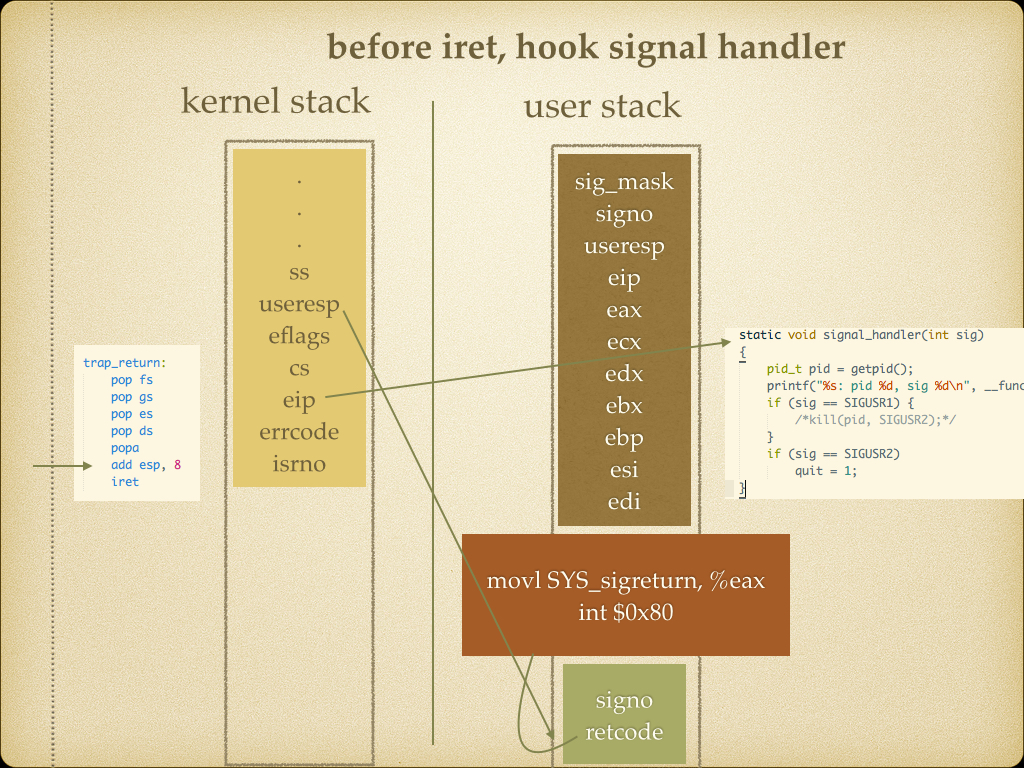 before iret, hook signal handler
kernel stack
user stack
.
.
.
ss
useresp
eflags
cs
eip
errcode
isrno
trap_return:
pop fs
pop gs
pop es
pop ds
popa
add esp, 8
iret
sig_mask
signo
useresp
eip
eax
ecx
edx
ebx
ebp
esi
edi
movl SYS_sigreturn, %eax
int $0x80
signo
retcode
static void signal_handler(int sig)
{
pid_t pid = getpid();
printf("%s: pid %d, sig %d\n", __func
if (sig == SIGUSR1) {
/*kill(pid, SIGUSR2);*/
}
if (sig == SIGUSR2)
quit = 1;
}